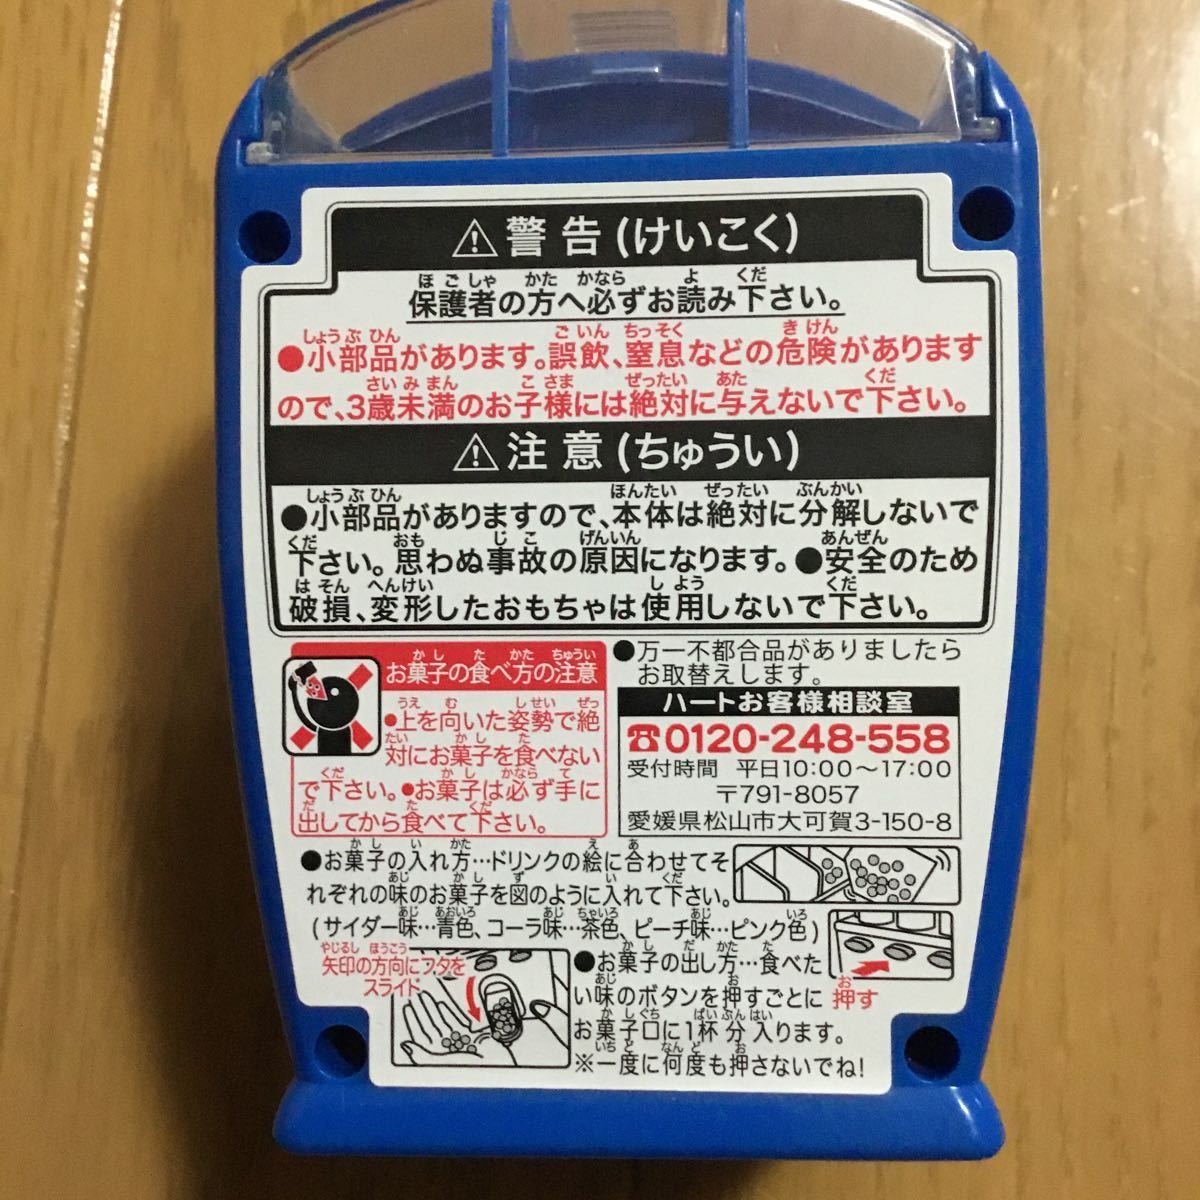 ⚠警告(けいこく)
ほごしゃ かた かなら よ くだ
保護者の方へ必ずお読み下さい。
しょうぶひん ごいん ちっそく きけん
●小部品があります。誤飲、窒息などの危険があります
さいみまん こさま ぜったい あた くだ
ので、3歳未満のお子様には絶対に与えないで下さい。
⚠注意(ちゅうい)
しょうぶひん ほんたい ぜったい ぶんかい
●小部品がありますので、本体は絶対に分解しないで
くだ おも じこ げんいん あんぜん
下さい。思わぬ事故の原因になります。●安全のため
はそん へんけい しよう くだ
破損、変形したおもちゃは使用しないで下さい。
かし た かた ちゅうい
お菓子の食べ方の注意
うえ む しせい ぜっ
●上を向いた姿勢で絶
たい かし た
対にお菓子を食べない
くだ かし かなら て
で下さい。●お菓子は必ず手に
だ た くだ
出してから食べて下さい。
●万一不都合品がありましたら
お取替えします。
ハートお客様相談室
☎0120-248-558
受付時間 平日10:00〜17:00
〒791-8057
愛媛県松山市大可賀3-150-8
かし い かた え あ
●お菓子の入れ方…ドリンクの絵に合わせてそ
あじ かし ず い くだ
れぞれの味のお菓子を図のように入れて下さい。
あじ あおいろ あじ ちゃいろ あじ いろ
(サイダー味…青色、コーラ味…茶色、ピーチ味…ピンク色)
やじるし ほうこう
矢印の方向にフタを
スライド
かし だ かた た
●お菓子の出し方…食べた
あじ お
い味のボタンを押すごとに
かしぐち ぱいぶんはい
お菓子口に1杯分入ります。
いちど なんど お
※一度に何度も押さないでね!
お
押す